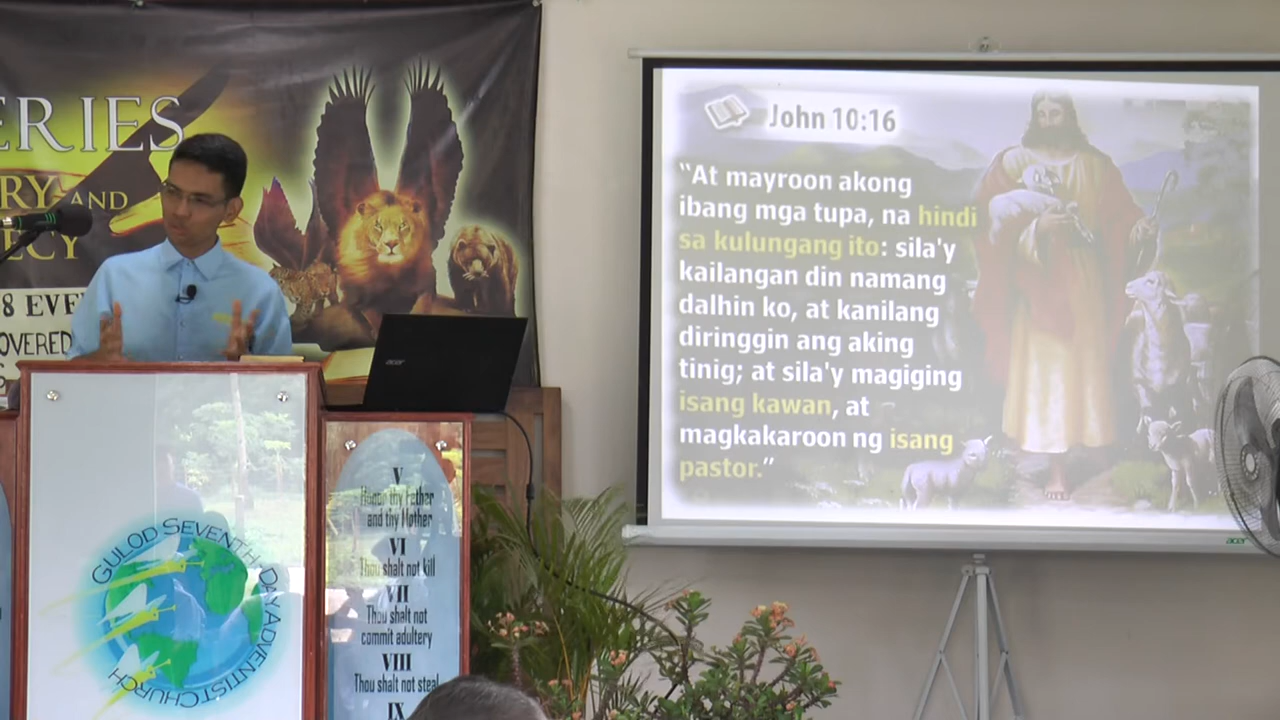 ERIES
RY AND
ECY
8 EVE
OVERED
John 10:16
“At mayroon akong
ibang mga tupa, na hindi
sa kulungang ito: sila'y
kailangan din namang
dalhin ko, at kanilang
diringgin ang aking
tinig; at sila'y magiging
isang kawan, at
magkakaroon ng isang
pastor.”
acer
acer
GULOD SEVENTH DAY ADVENTIST CHURCH
V
Honor thy Father
and thy Mother
VI
Thou shalt not kill
VII
Thou shalt not
commit adultery
VIII
Thou shalt not steal
IX